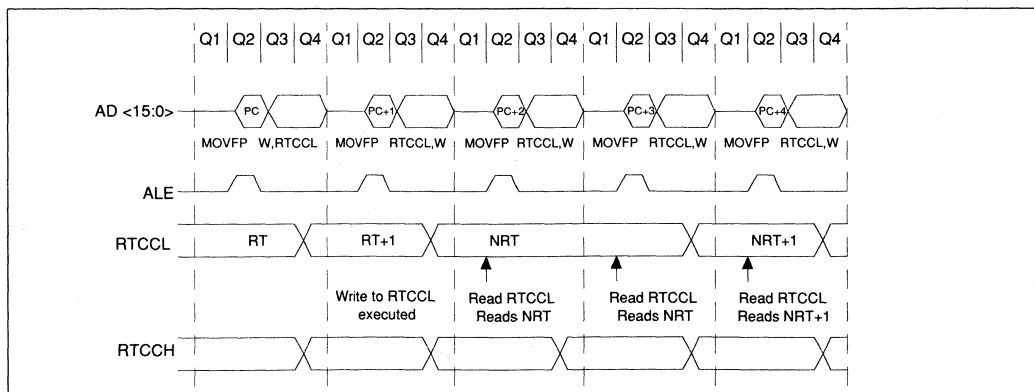 Q1 Q2 Q3 Q4 Q1 Q2 Q3 Q4 Q1 Q2 Q3 Q4 Q1 Q2 Q3 Q4 Q1 Q2 Q3 Q4
AD <15:0> PC PC+1 PC+2 PC+3 PC+4
MOVFP W,RTCCL MOVFP RTCCL,W MOVFP RTCCL,W MOVFP RTCCL,W MOVFP RTCCL,W
ALE
RTCCL RT RT+1 NRT NRT+1
Write to RTCCL Read RTCCL Read RTCCL Read RTCCL
executed Reads NRT Reads NRT Reads NRT+1
RTCCH